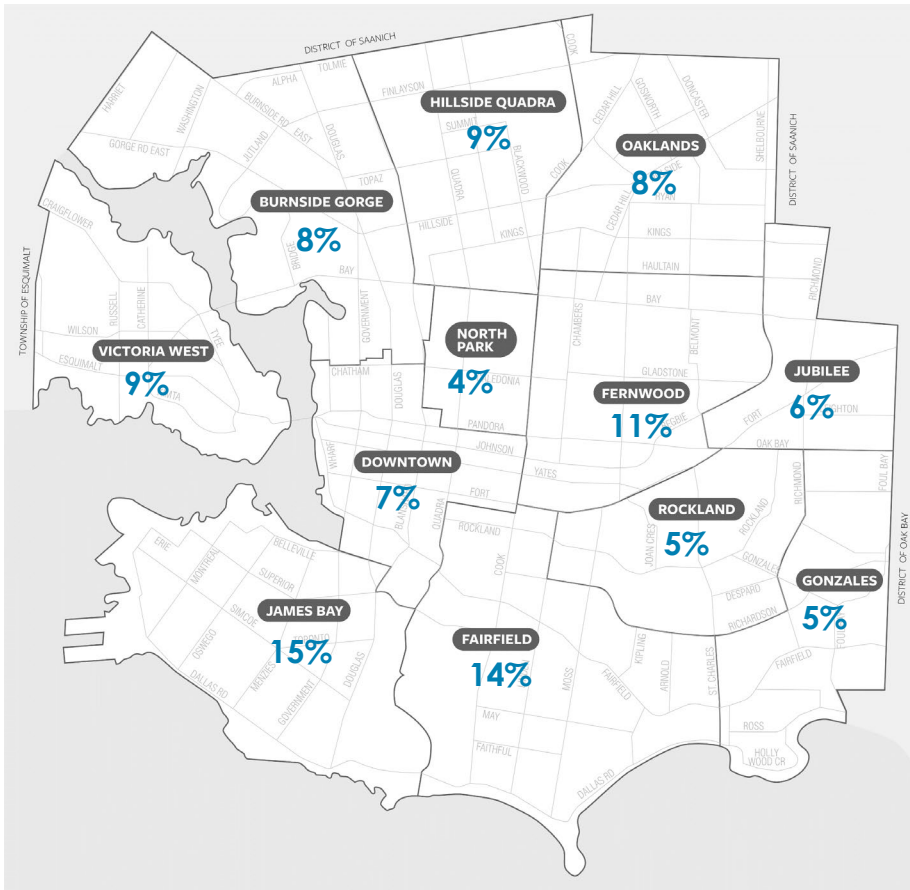 DISTRICT OF SAANICH
COOK
TOLMIE
ALPHA
FINLAYSON
HARRIET
WASHINGTON
BURNSIDE RD
EAST
DOUGLAS
JUTLAND
GORGE RD EAST
TOPAZ
HILLSIDE QUADRA
9%
SUMMIT
QUADRA
BLACKWOOD
COOK
HILLSIDE
KINGS
CEDAR HILL
GOSWORTH
DONCASTER
SHELBOURNE
DISTRICT OF SAANICH
OAKLANDS
8%
CEDAR HILL
KINGS
HAULTAIN
RICHMOND
BURNSIDE GORGE
8%
BRIDGE
BAY
GOVERNMENT
CRAIGFLOWER
TOWNSHIP OF ESQUIMALT
RUSSELL
CATHERINE
WILSON
TYEE
ESQUIMALT
VICTORIA WEST
9%
NORTH
PARK
4%
PANDORA
BAY
CHAMBERS
BELMONT
GLADSTONE
FERNWOOD
11%
JUBILEE
6%
FORT
OAK BAY
FOUL BAY
CHATHAM
DOUGLAS
WHARF
JOHNSON
YATES
DOWNTOWN
7%
FORT
QUADRA
ROCKLAND
5%
ROCKLAND
RICHMOND
JOAN CRES
DESPARD
RICHARDSON
GONZALES
5%
DISTRICT OF OAK BAY
FAIRFIELD
ROSS
HOLLY
WOOD CR
ROCKLAND
COOK
FAIRFIELD
14%
MOSS
FAIRFIELD
KIPLING
ARNOLD
ST. CHARLES
MAY
FAITHFUL
DALLAS RD
ERIE
MONTREAL
BELLEVILLE
SUPERIOR
SIMCOE
OSWEGO
JAMES BAY
15%
GOVERNMENT
DOUGLAS
DALLAS RD